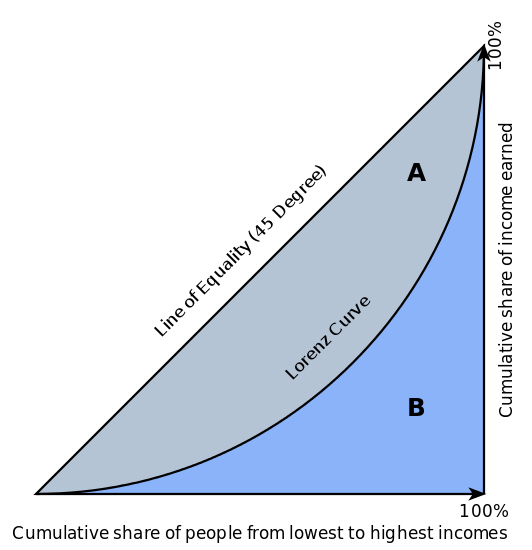 100%
A
Line of Equality (45 Degree)
Cumulative share of income earned
Lorenz Curve
B
100%
Cumulative share of people from lowest to highest incomes